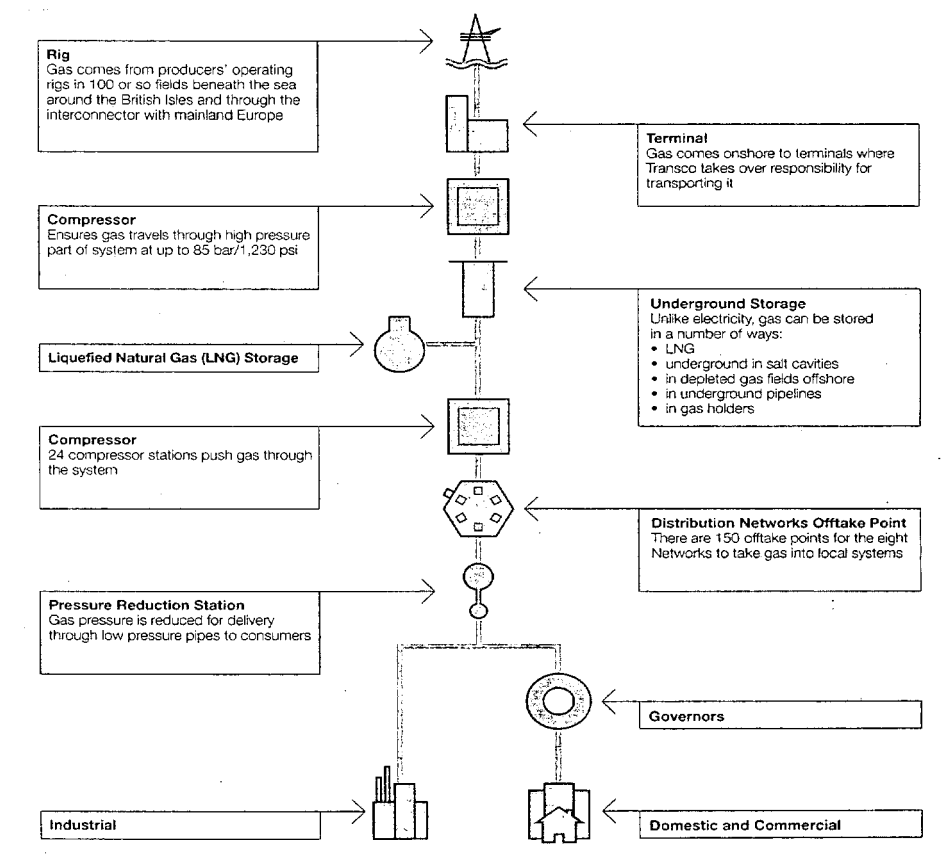 Rig
Gas comes from producers' operating
rigs in 100 or so fields beneath the sea
around the British Isles and through the
interconnector with mainland Europe
Terminal
Gas comes onshore to terminals where
Transco takes over responsibility for
transporting it
Compressor
Ensures gas travels through high pressure
part of system at up to 85 bar/1,230 psi
Underground Storage
Unlike electricity, gas can be stored
in a number of ways:
• LNG
• underground in salt cavities
• in depleted gas fields offshore
• in underground pipelines
• in gas holders
Liquefied Natural Gas (LNG) Storage
Compressor
24 compressor stations push gas through
the system
Distribution Networks Offtake Point
There are 150 offtake points for the eight
Networks to take gas into local systems
Pressure Reduction Station
Gas pressure is reduced for delivery
through low pressure pipes to consumers
Governors
Industrial
Domestic and Commercial